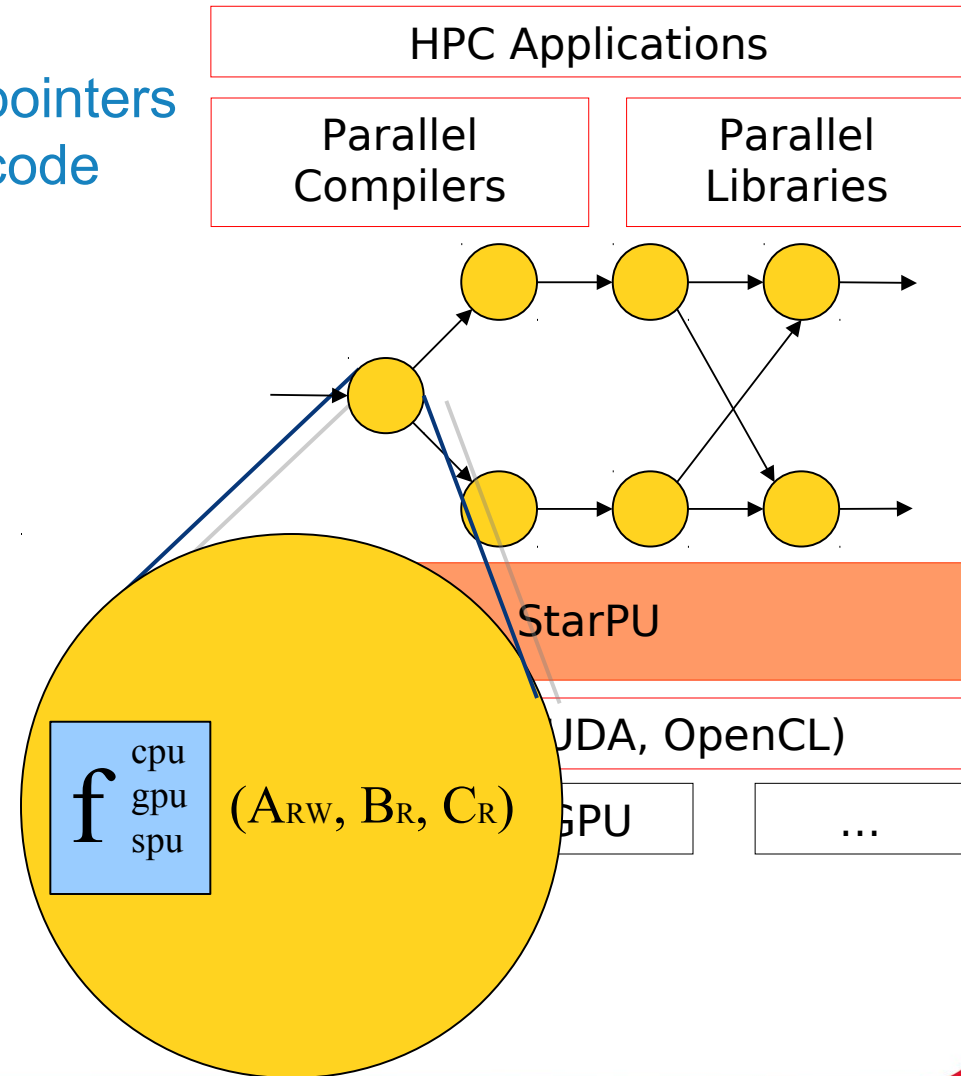 HPC Applications
pointers
code
Parallel
Compilers
Parallel
Libraries
StarPU
UDA, OpenCL)
GPU
...
f
cpu
gpu
spu
(ARW, BR, CR)